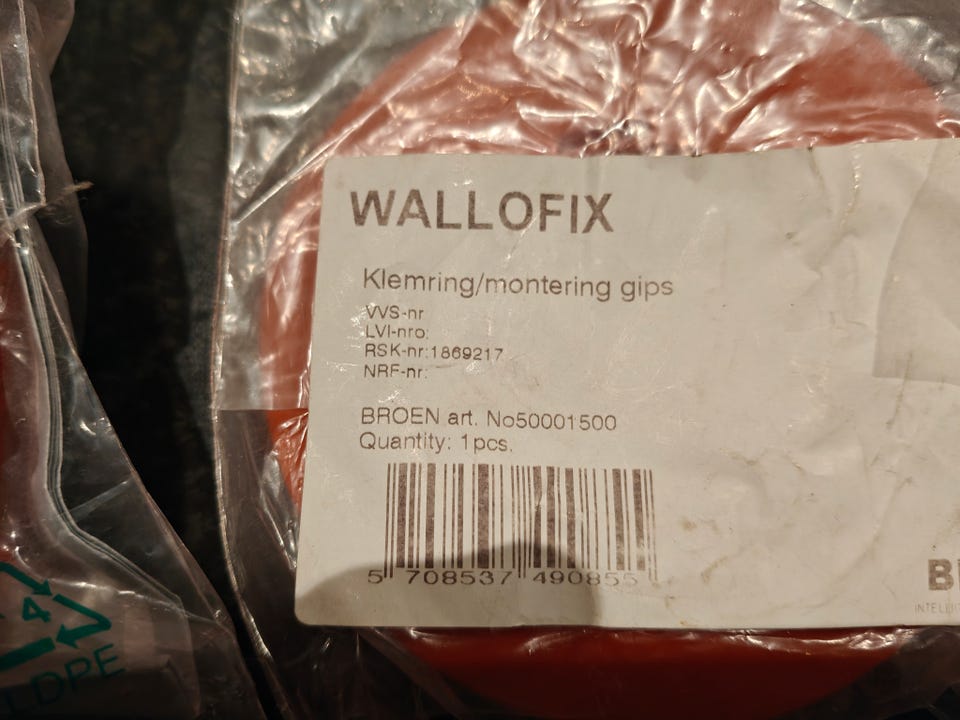 WALLOFIX
Klemring/montering gips
VVS-nr
LVI-nro:
RSK-nr:1869217
NRF-nr:
BROEN art. No50001500
Quantity: 1pcs.
5 708537 490855
4
LDPE